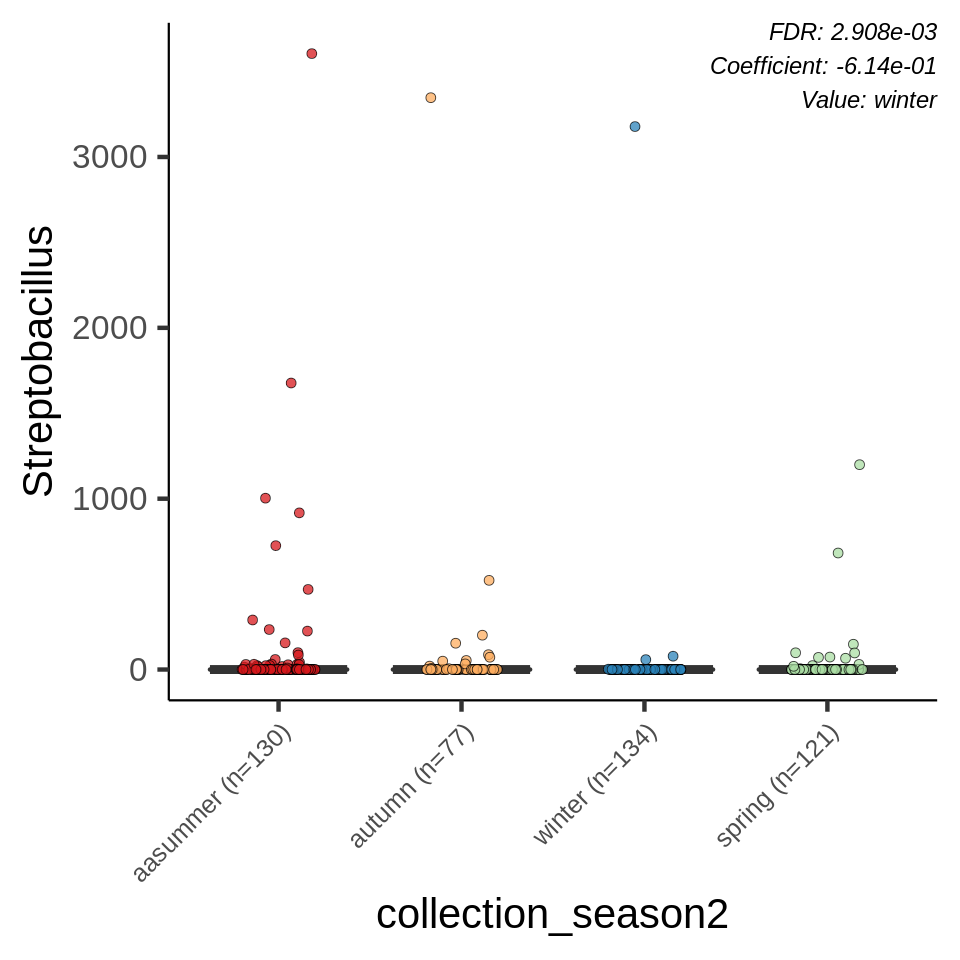 FDR: 2.908e-03
Coefficient: -6.14e-01
Value: winter
Streptobacillus
3000
2000
1000
0
aasummer (n=130)
autumn (n=77)
winter (n=134)
spring (n=121)
collection_season2